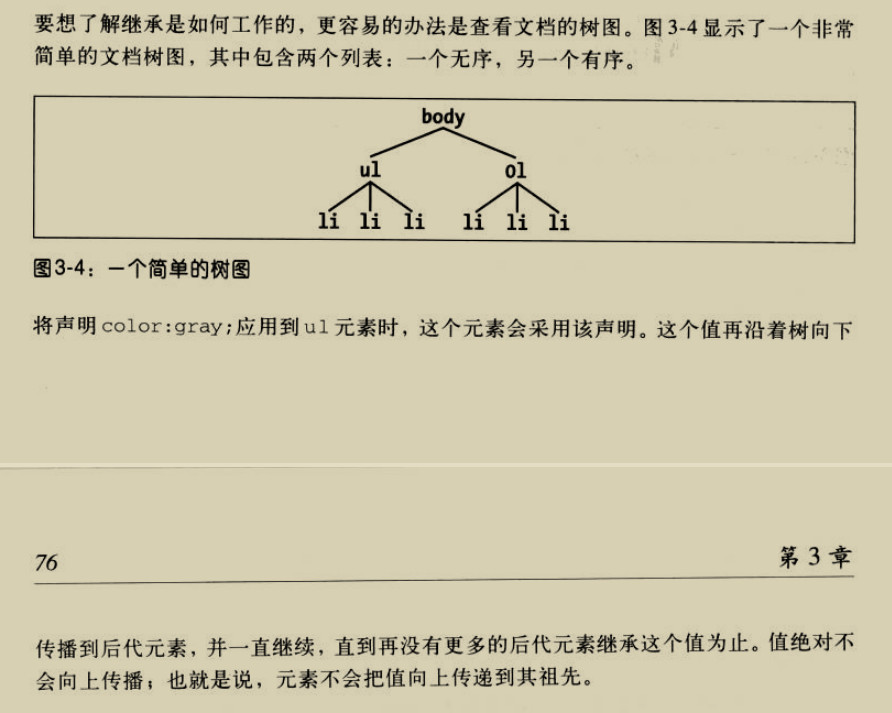 要想了解继承是如何工作的，更容易的办法是查看文档的树图。图3-4显示了一个非常
简单的文档树图，其中包含两个列表：一个无序，另一个有序。
body
ul ol
li li li li li li
图3-4：一个简单的树图
将声明color:gray;应用到ul元素时，这个元素会采用该声明。这个值再沿着树向下
76 第3章
传播到后代元素，并一直继续，直到再没有更多的后代元素继承这个值为止。值绝对不
会向上传播；也就是说，元素不会把值向上传递到其祖先。